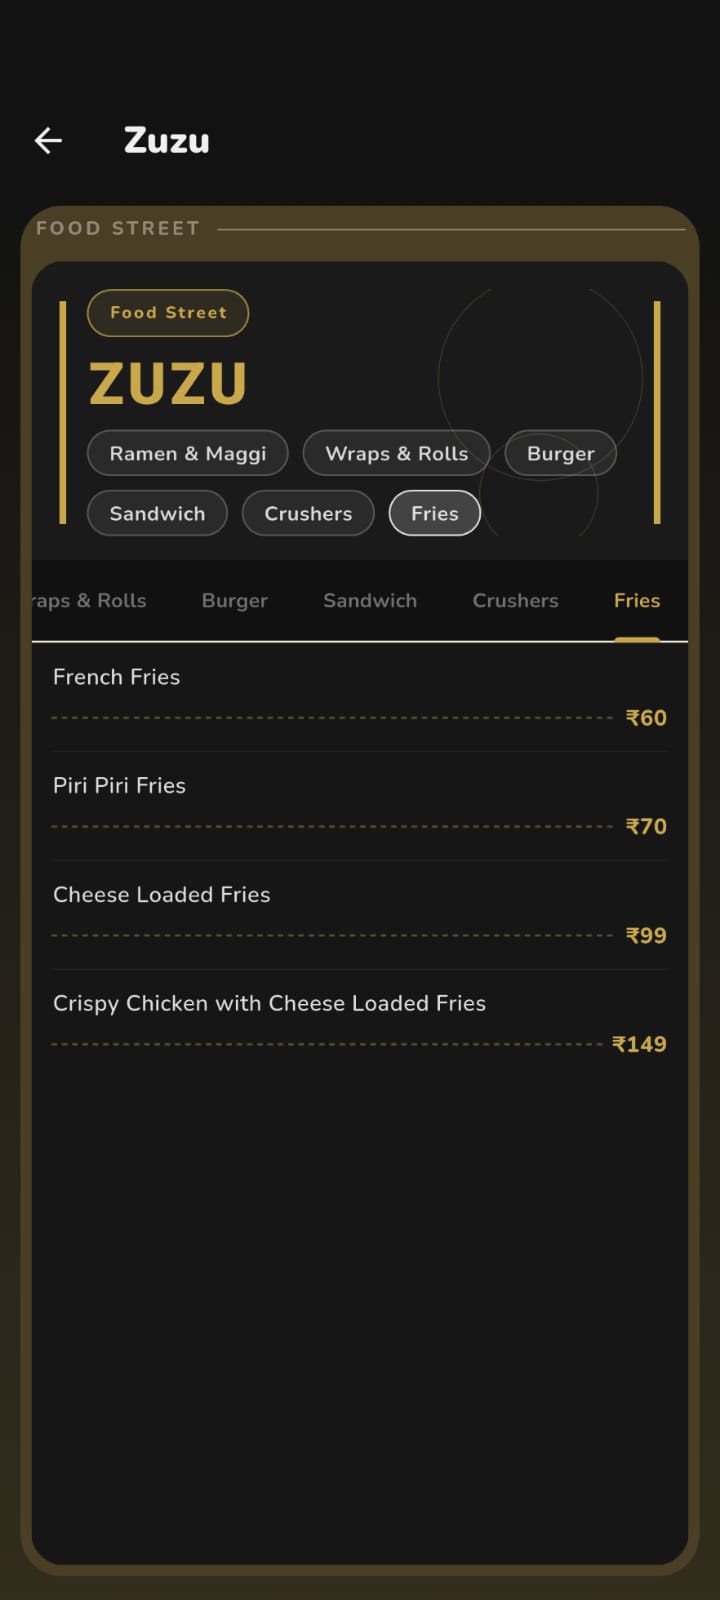 Zuzu
FOOD STREET
Food Street
ZUZU
Ramen & Maggi Wraps & Rolls Burger
Sandwich Crushers Fries
raps & Rolls Burger Sandwich Crushers Fries
French Fries
₹60
Piri Piri Fries
₹70
Cheese Loaded Fries
₹99
Crispy Chicken with Cheese Loaded Fries
₹149